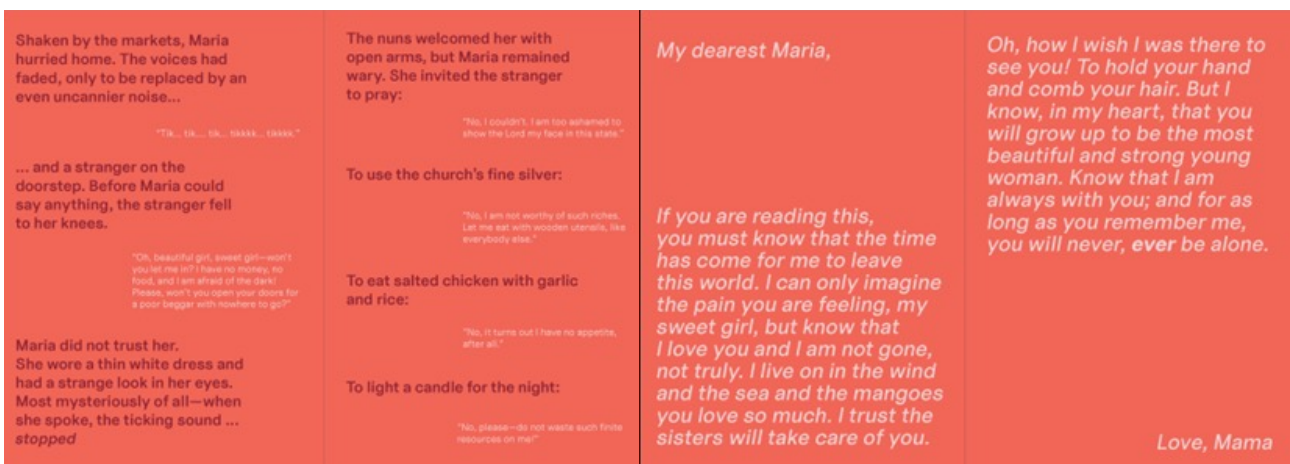 Shaken by the markets, Maria
hurried home. The voices had
faded, only to be replaced by an
even uncannier noise...
"Tik... tik.... tik... tikkkk... tikkkk."
... and a stranger on the
doorstep. Before Maria could
say anything, the stranger fell
to her knees.
"Oh, beautiful girl, sweet girl—won't
you let me in? I have no money, no
food, and I am afraid of the dark!
Please, won't you open your doors for
a poor beggar with nowhere to go?"
Maria did not trust her.
She wore a thin white dress and
had a strange look in her eyes.
Most mysteriously of all—when
she spoke, the ticking sound ...
stopped
The nuns welcomed her with
open arms, but Maria remained
wary. She invited the stranger
to pray:
"No, I couldn't. I am too ashamed to
show the Lord my face in this state."
To use the church's fine silver:
"No, I am not worthy of such riches.
Let me eat with wooden utensils, like
everybody else."
To eat salted chicken with garlic
and rice:
"No, it turns out I have no appetite,
after all."
To light a candle for the night:
"No, please—do not waste such finite
resources on me!"
My dearest Maria,
If you are reading this,
you must know that the time
has come for me to leave
this world. I can only imagine
the pain you are feeling, my
sweet girl, but know that
I love you and I am not gone,
not truly. I live on in the wind
and the sea and the mangoes
you love so much. I trust the
sisters will take care of you.
Oh, how I wish I was there to
see you! To hold your hand
and comb your hair. But I
know, in my heart, that you
will grow up to be the most
beautiful and strong young
woman. Know that I am
always with you; and for as
long as you remember me,
you will never, ever be alone.
Love, Mama